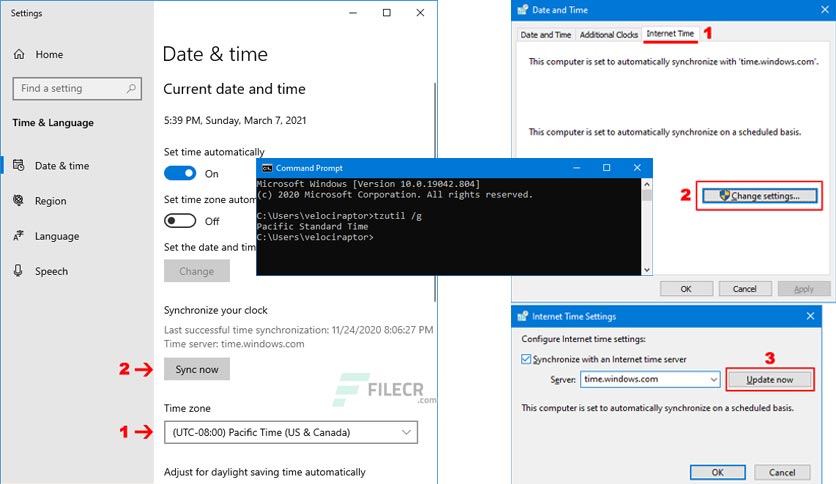 Settings
Home
Find a setting
Time & Language
Date & time
Region
Language
Speech
Date & time
Current date and time
5:39 PM, Sunday, March 7, 2021
Set time automatically
On
Set time zone autom
Off
Set the date and tim
Change
Synchronize your clock
Last successful time synchronization: 11/24/2020 8:06:27 PM
Time server: time.windows.com
2
Sync now
FILECR
.com
Time zone
1
(UTC-08:00) Pacific Time (US & Canada)
Adjust for daylight saving time automatically
Command Prompt
Microsoft Windows [Version 10.0.19042.804]
(c) 2020 Microsoft Corporation. All rights reserved.
C:\Users\velociraptor>tzutil /g
Pacific Standard Time
C:\Users\velociraptor>
Date and Time
Date and Time Additional Clocks Internet Time 1
This computer is set to automatically synchronize with 'time.windows.com'.
This computer is set to automatically synchronize on a scheduled basis.
2 Change settings...
OK Cancel Apply
Internet Time Settings
Configure Internet time settings:
Synchronize with an Internet time server
3
Server: time.windows.com Update now
This computer is set to automatically synchronize on a scheduled basis.
OK Cancel